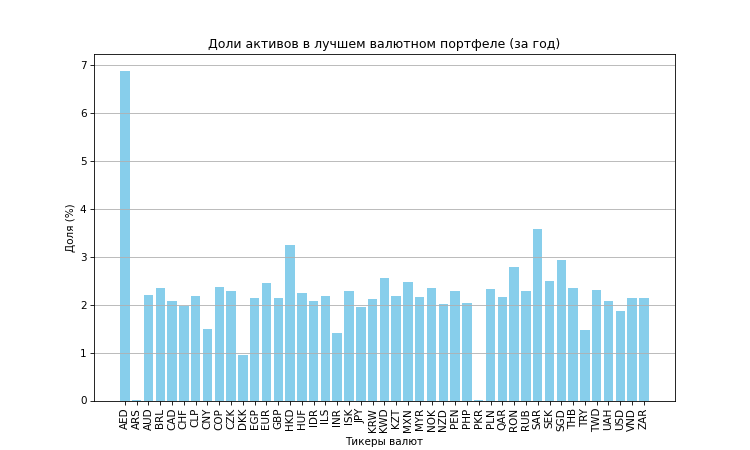 Доли активов в лучшем валютном портфеле (за год)
Доля (%)
7
6
5
4
3
2
1
0
AED ARS AUD BRL CAD CHF CLP CNY COP CZK DKK EGP EUR GBP HKD HUF IDR ILS INR ISK JPY KRW KWD KZT MXN MYR NOK NZD PEN PHP PKR PLN QAR RON RUB SAR SEK SGD THB TRY TWD UAH USD VND ZAR
Тикеры валют